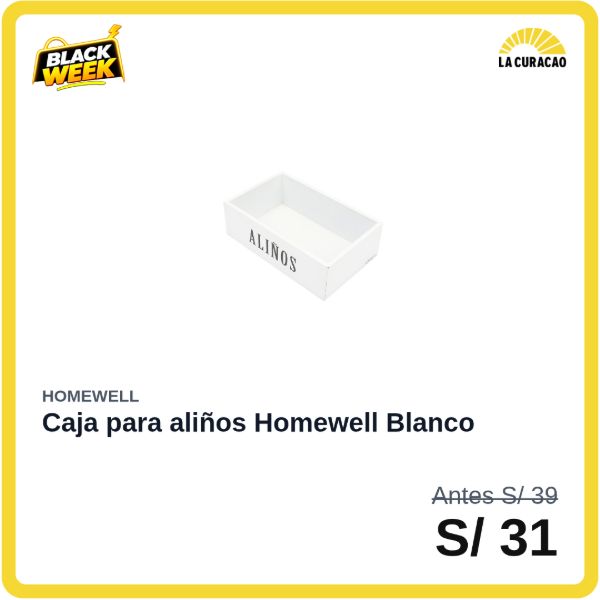 BLACK
WEEK
LA CURACAO
ALIÑOS
HOMEWELL
Caja para aliños Homewell Blanco
Antes S/ 39
S/ 31